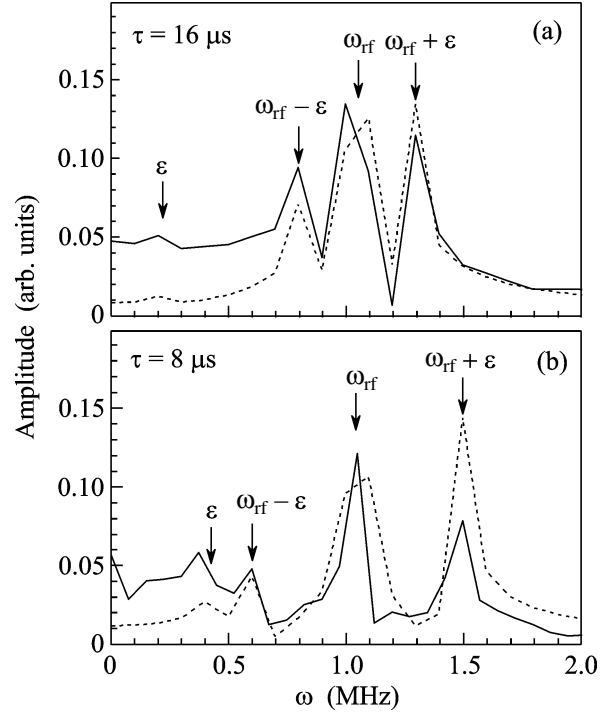 τ = 16 μs
(a)
ω_rf
ω_rf + ε
ω_rf − ε
ε
0.15
0.10
0.05
0
Amplitude (arb. units)
τ = 8 μs
(b)
ω_rf
ω_rf + ε
ω_rf − ε
ε
0.15
0.10
0.05
0
0
0.5
1.0
1.5
2.0
ω (MHz)